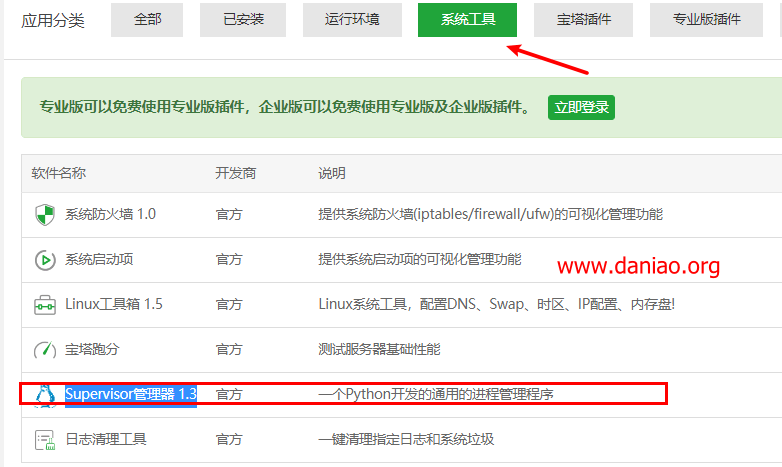 应用分类 全部 已安装 运行环境 系统工具 宝塔插件 专业版插件
专业版可以免费使用专业版插件，企业版可以免费使用专业版及企业版插件。 立即登录
软件名称 开发商 说明
系统防火墙 1.0 官方 提供系统防火墙(iptables/firewall/ufw)的可视化管理功能
系统启动项 官方 提供系统启动项的可视化管理功能
www.daniao.org
Linux工具箱 1.5 官方 Linux系统工具，配置DNS、Swap、时区、IP配置、内存盘!
宝塔跑分 官方 测试服务器基础性能
Supervisor管理器 1.3 官方 一个Python开发的通用的进程管理程序
日志清理工具 官方 一键清理指定日志和系统垃圾